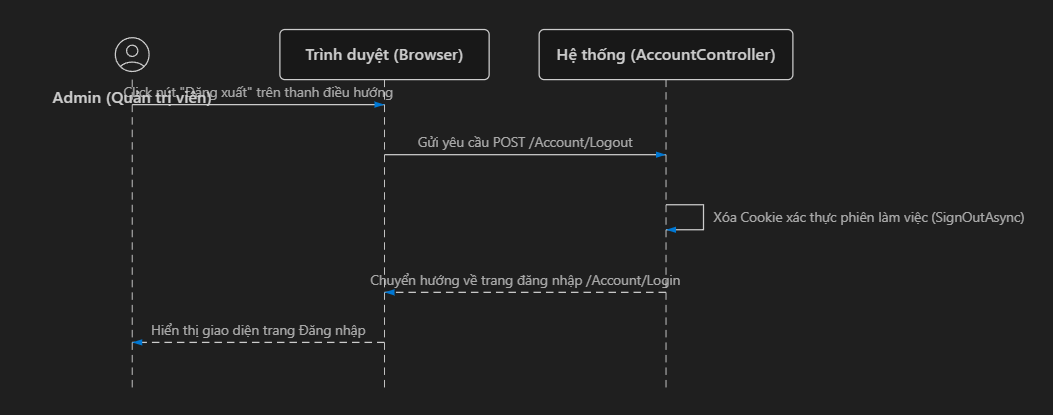 Trình duyệt (Browser)
Hệ thống (AccountController)
Admin (Quản trị viên)
Click nút "Đăng xuất" trên thanh điều hướng
Gửi yêu cầu POST /Account/Logout
Xóa Cookie xác thực phiên làm việc (SignOutAsync)
Chuyển hướng về trang đăng nhập /Account/Login
Hiển thị giao diện trang Đăng nhập